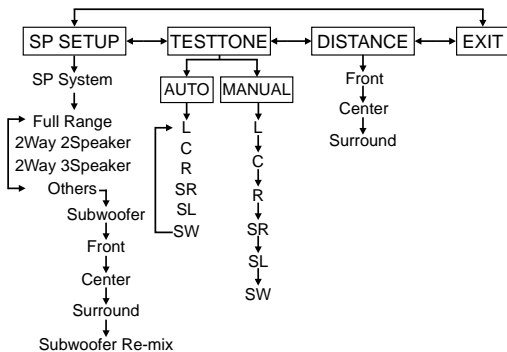 SP SETUP
TESTTONE
DISTANCE
EXIT
SP System
Full Range
2Way 2Speaker
2Way 3Speaker
Others
Subwoofer
Front
Center
Surround
Subwoofer Re-mix
AUTO
L
C
R
SR
SL
SW
MANUAL
L
C
R
SR
SL
SW
Front
Center
Surround